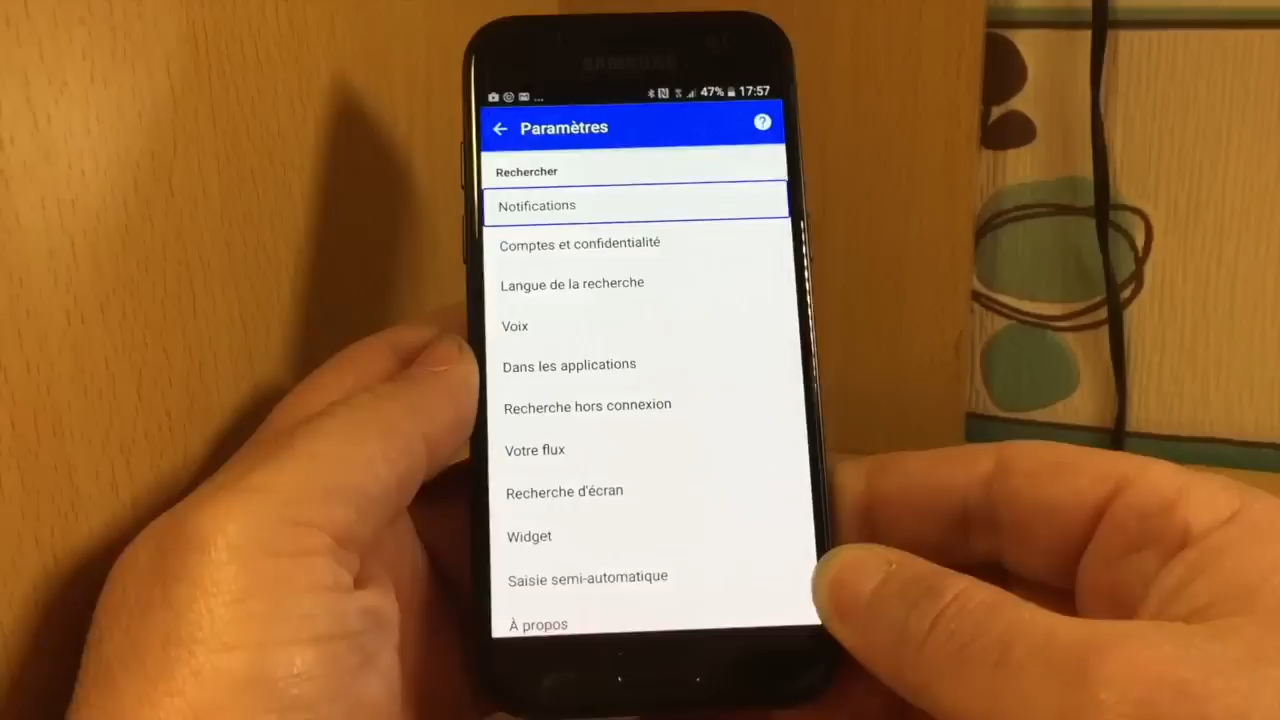 SAMSUNG
... 47% 17:57
Paramètres ?
Rechercher
Notifications
Comptes et confidentialité
Langue de la recherche
Voix
Dans les applications
Recherche hors connexion
Votre flux
Recherche d'écran
Widget
Saisie semi-automatique
À propos